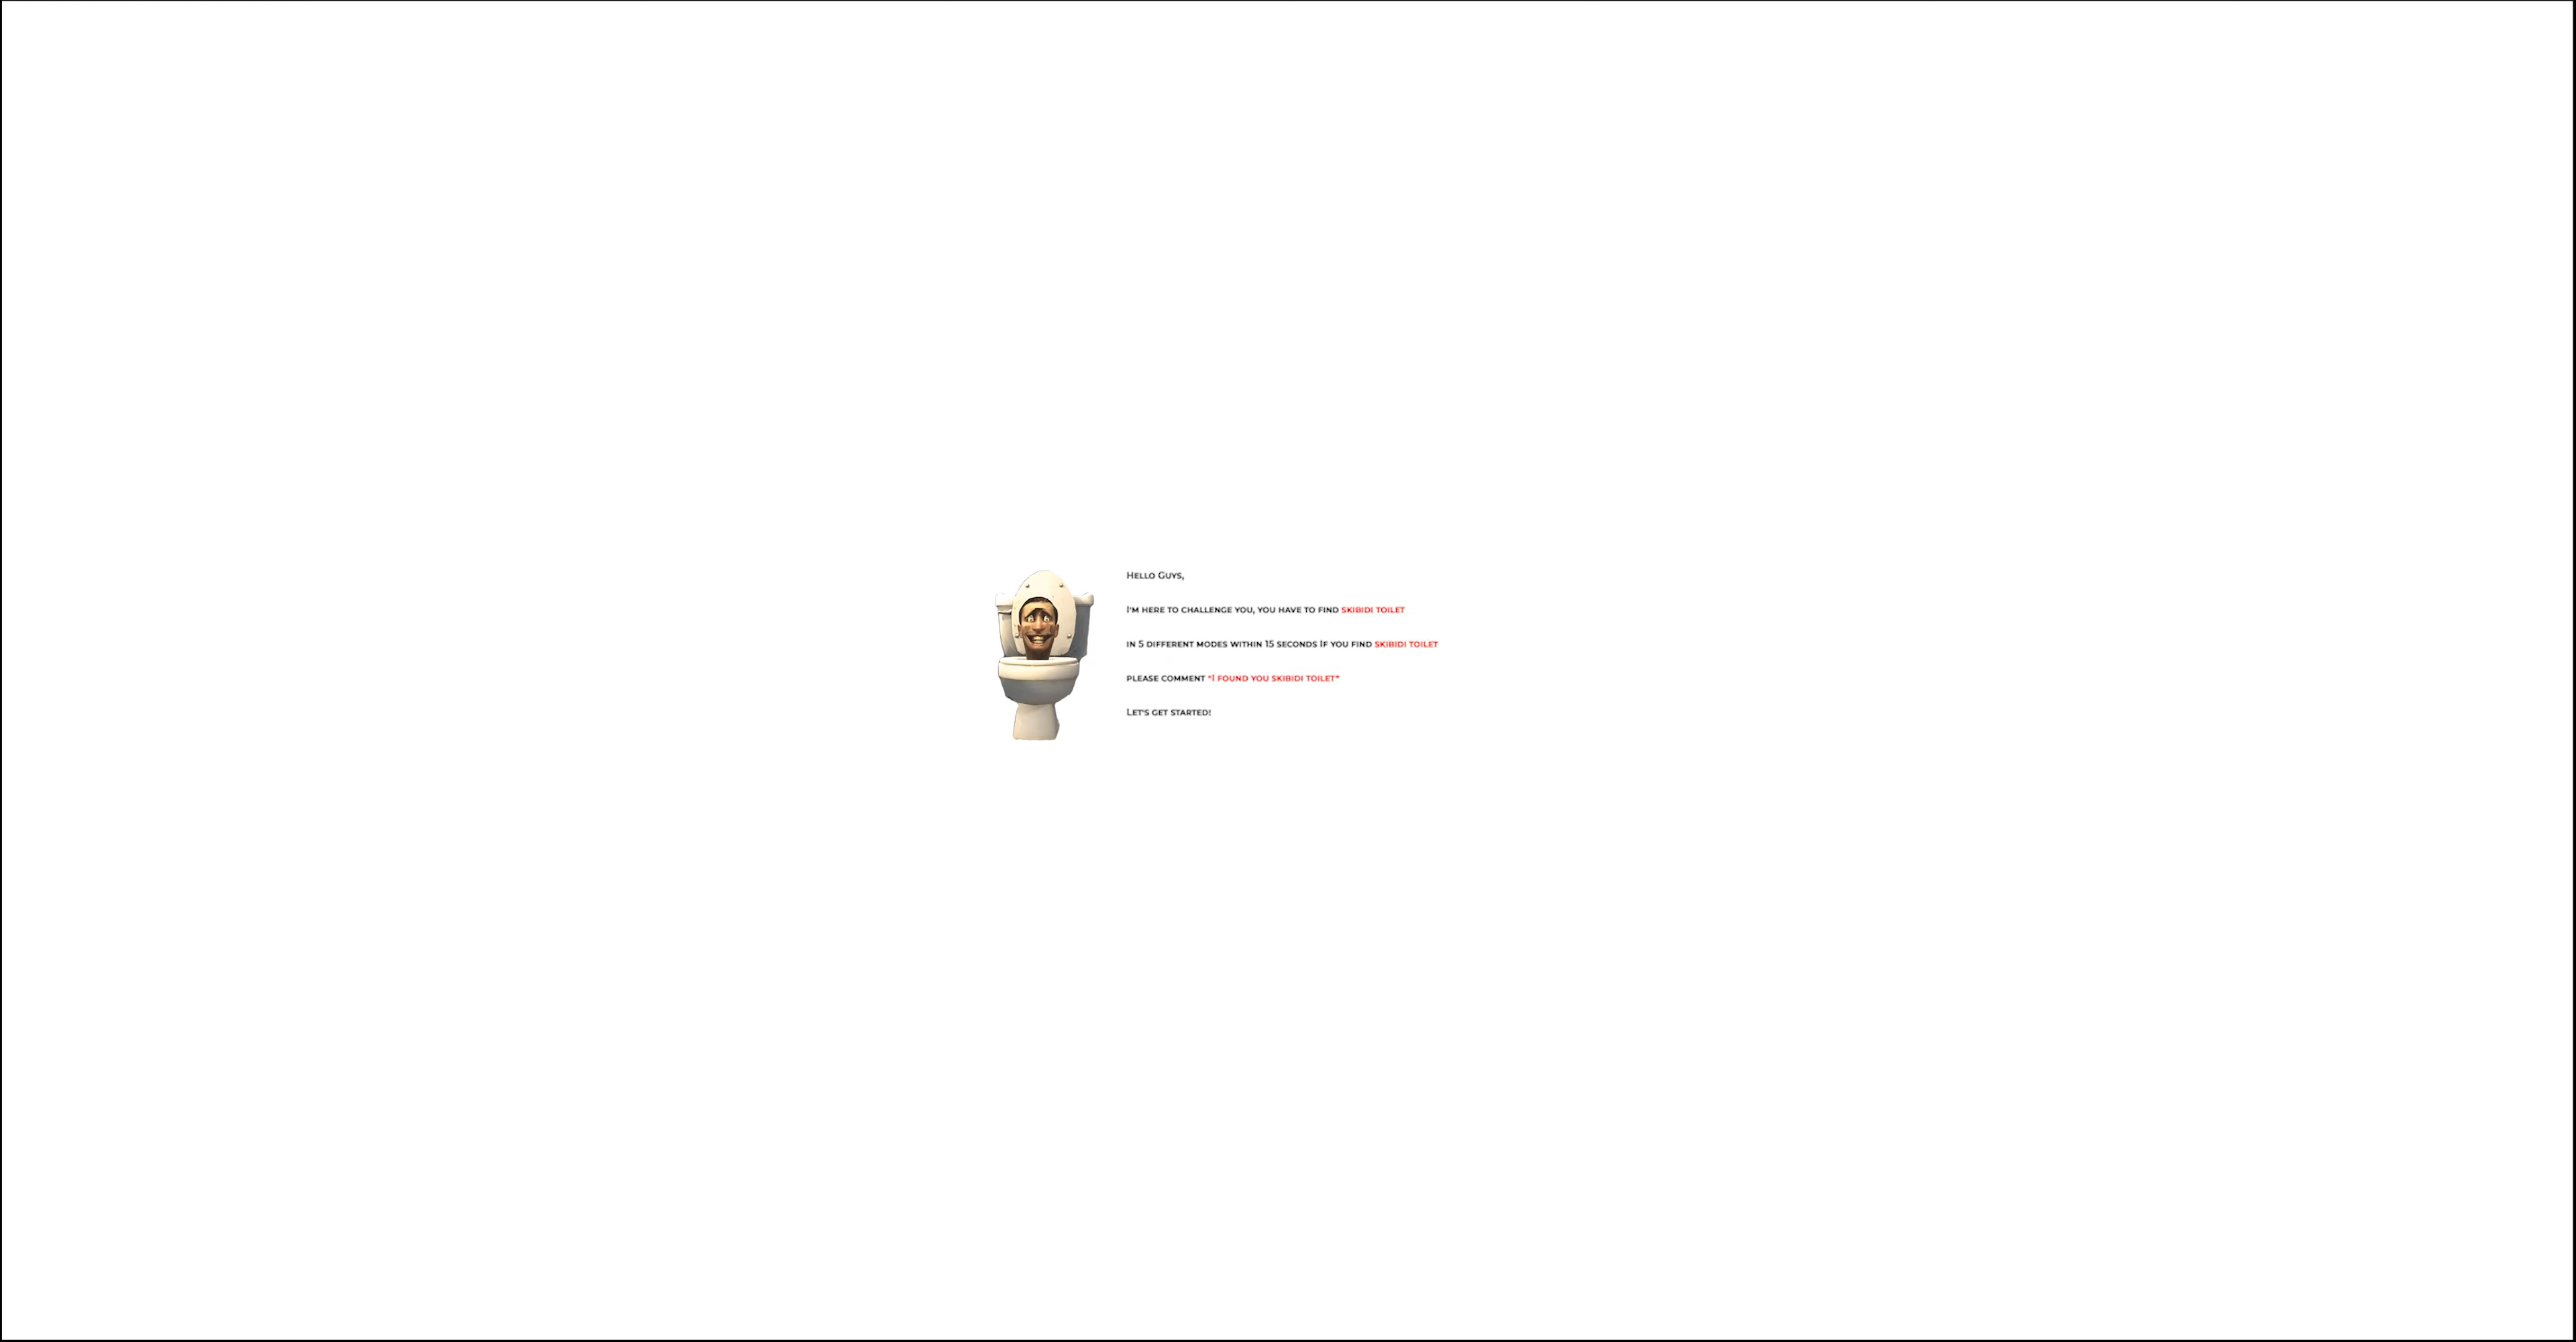 Hello Guys,
I'm here to challenge you, you have to find skibidi toilet
in 5 different modes within 15 seconds If you find skibidi toilet
please comment "I found you skibidi toilet"
Let's get started!